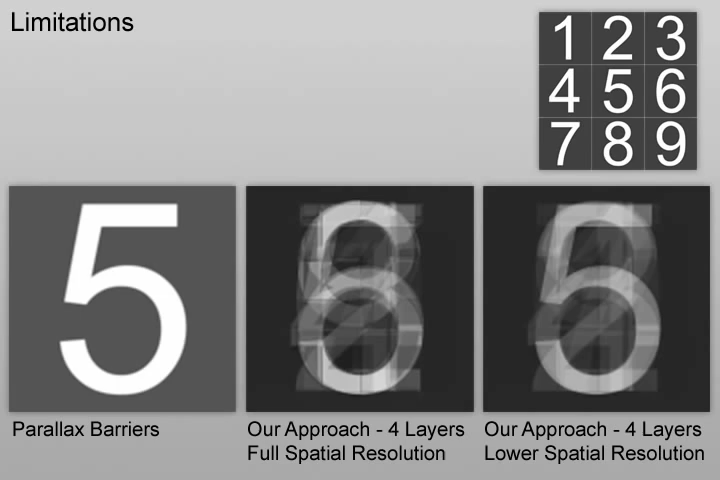 Limitations
1 2 3
4 5 6
7 8 9
5
5
Parallax Barriers
Our Approach - 4 Layers
Full Spatial Resolution
Our Approach - 4 Layers
Lower Spatial Resolution